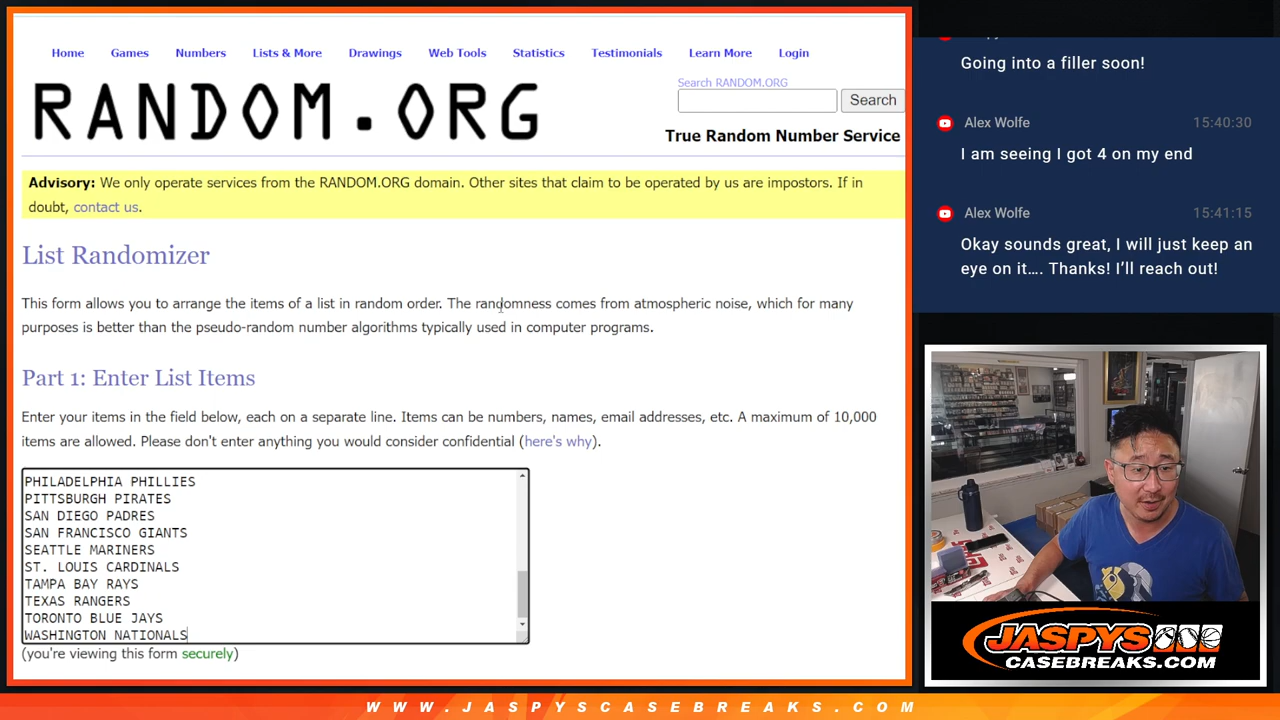 Home Games Numbers Lists & More Drawings Web Tools Statistics Testimonials Learn More Login
RANDOM.ORG
Search RANDOM.ORG
Search
True Random Number Service
Advisory: We only operate services from the RANDOM.ORG domain. Other sites that claim to be operated by us are impostors. If in
doubt, contact us.
List Randomizer
This form allows you to arrange the items of a list in random order. The randomness comes from atmospheric noise, which for many
purposes is better than the pseudo-random number algorithms typically used in computer programs.
Part 1: Enter List Items
Enter your items in the field below, each on a separate line. Items can be numbers, names, email addresses, etc. A maximum of 10,000
items are allowed. Please don't enter anything you would consider confidential (here's why).
PHILADELPHIA PHILLIES
PITTSBURGH PIRATES
SAN DIEGO PADRES
SAN FRANCISCO GIANTS
SEATTLE MARINERS
ST. LOUIS CARDINALS
TAMPA BAY RAYS
TEXAS RANGERS
TORONTO BLUE JAYS
WASHINGTON NATIONALS
(you're viewing this form securely)
Going into a filler soon!
Alex Wolfe 15:40:30
I am seeing I got 4 on my end
Alex Wolfe 15:41:15
Okay sounds great, I will just keep an
eye on it.... Thanks! I'll reach out!
JASPYS
CASEBREAKS.COM
WWW.JASPYSCASEBREAKS.COM